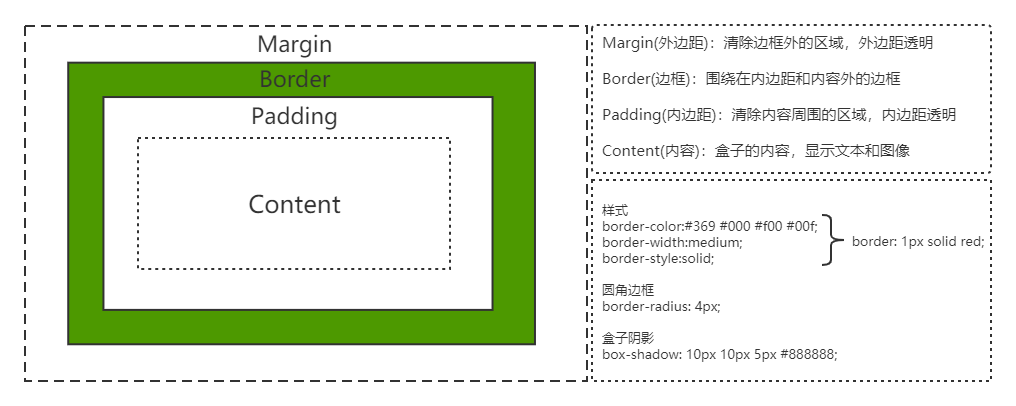 Margin
Border
Padding
Content
Margin(外边距)：清除边框外的区域，外边距透明
Border(边框)：围绕在内边距和内容外的边框
Padding(内边距)：清除内容周围的区域，内边距透明
Content(内容)：盒子的内容，显示文本和图像
样式
border-color:#369 #000 #f00 #00f;
border-width:medium;
border-style:solid;
border: 1px solid red;
圆角边框
border-radius: 4px;
盒子阴影
box-shadow: 10px 10px 5px #888888;